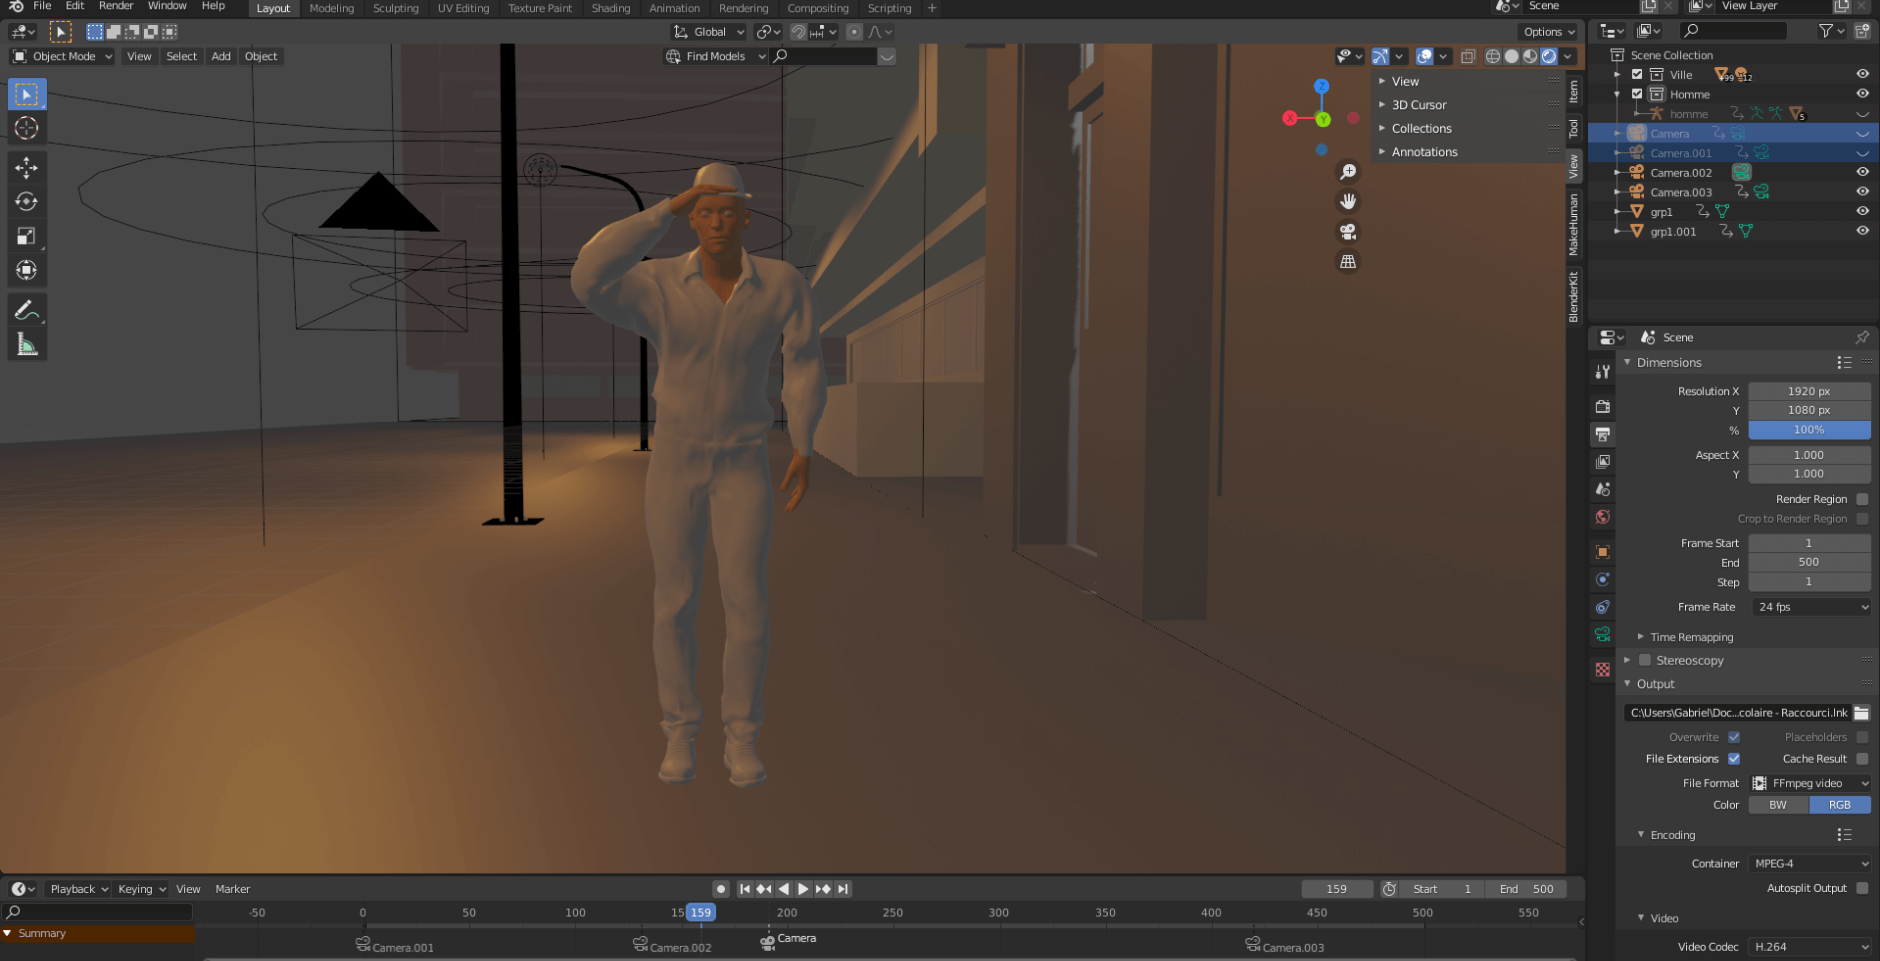 File Edit Render Window Help Layout Modeling Sculpting UV Editing Texture Paint Shading Animation Rendering Compositing Scripting + Scene View Layer
Global Options
Object Mode View Select Add Object Find Models
Z
X
Y
View
3D Cursor
Collections
Annotations
Item
Tool
View
MakeHuman
BlenderKit
Scene Collection
Ville 99 12
Homme
homme 5
Camera
Camera.001
Camera.002
Camera.003
grp1
grp1.001
Scene
Dimensions
Resolution X 1920 px
Y 1080 px
% 100%
Aspect X 1.000
Y 1.000
Render Region
Crop to Render Region
Frame Start 1
End 500
Step 1
Frame Rate 24 fps
Time Remapping
Stereoscopy
Output
C:\Users\Gabriel\Doc...colaire - Raccourci.lnk
Overwrite Placeholders
File Extensions Cache Result
File Format FFmpeg video
Color BW RGB
Encoding
Container MPEG-4
Autosplit Output
Video
Video Codec H.264
Playback Keying View Marker 159 Start 1 End 500
-50 0 50 100 15 159 200 250 300 350 400 450 500 550
Summary
Camera.001 Camera.002 Camera Camera.003